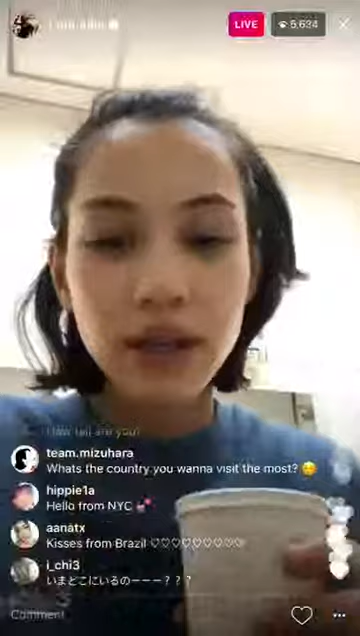 LIVE
5,634
How tall are you?
team.mizuhara
Whats the country you wanna visit the most? ☺️
hippie1a
Hello from NYC 💕
aanatx
Kisses from Brazil ♡♡♡♡♡♡♡♡♡
i_chi3
いまどこにいるのーーー？？？
Comment